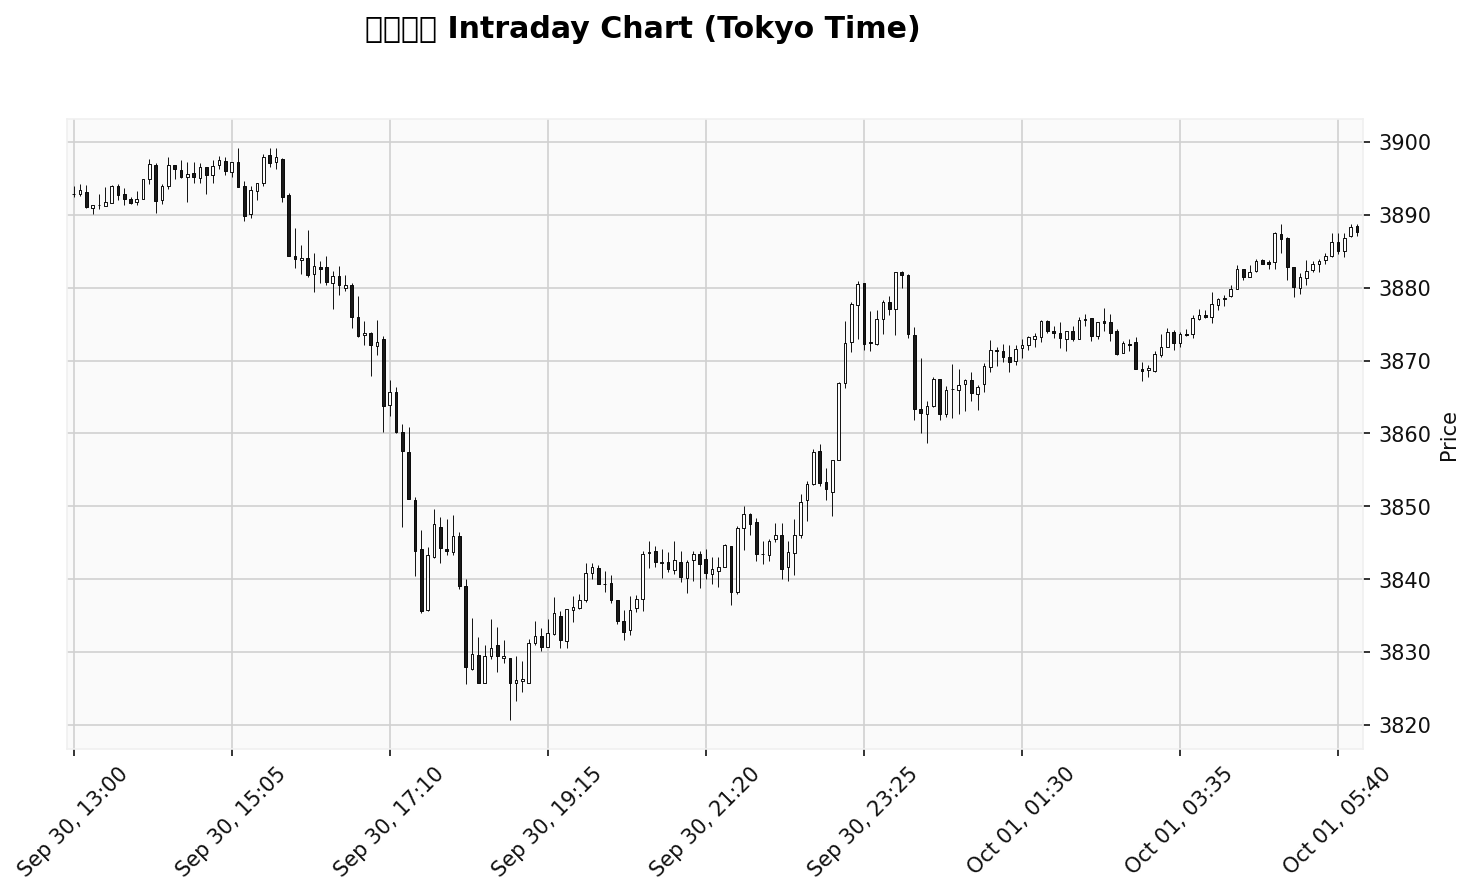 Intraday Chart (Tokyo Time)
3900
3890
3880
3870
3860
3850
3840
3830
3820
Price
Sep 30, 13:00
Sep 30, 15:05
Sep 30, 17:10
Sep 30, 19:15
Sep 30, 21:20
Sep 30, 23:25
Oct 01, 01:30
Oct 01, 03:35
Oct 01, 05:40